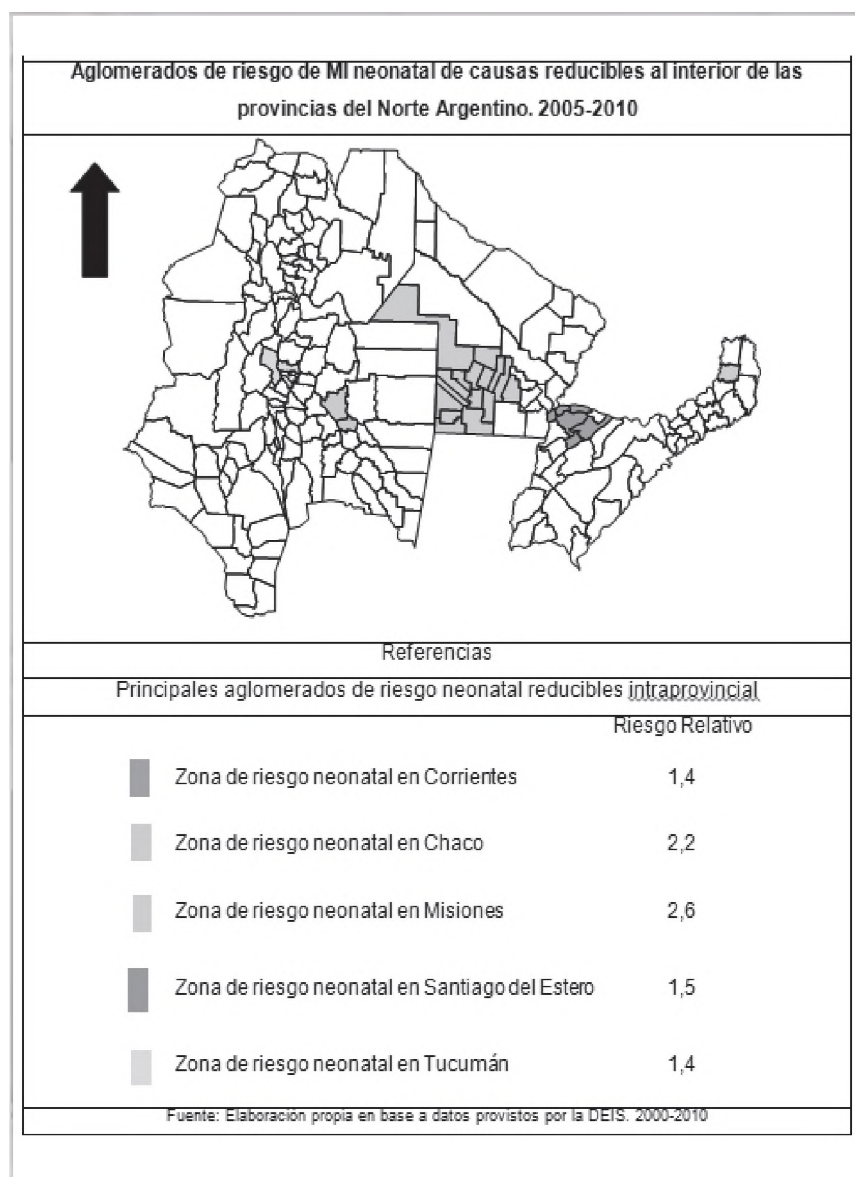 Aglomerados de riesgo de MI neonatal de causas reducibles al interior de las
provincias del Norte Argentino. 2005-2010
Referencias
Principales aglomerados de riesgo neonatal reducibles intraprovincial
Riesgo Relativo
Zona de riesgo neonatal en Corrientes 1,4
Zona de riesgo neonatal en Chaco 2,2
Zona de riesgo neonatal en Misiones 2,6
Zona de riesgo neonatal en Santiago del Estero 1,5
Zona de riesgo neonatal en Tucumán 1,4
Fuente: Elaboración propia en base a datos provistos por la DEIS. 2000-2010